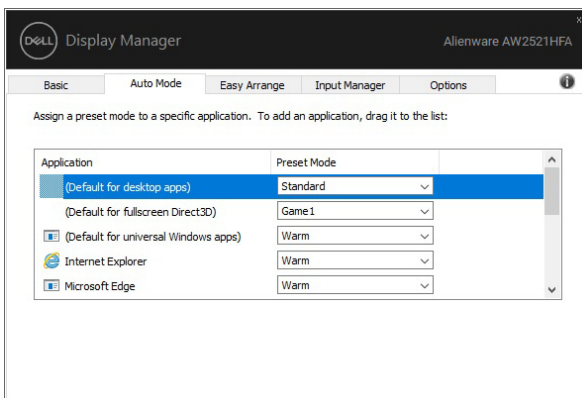 DELL Display Manager Alienware AW2521HFA
Basic Auto Mode Easy Arrange Input Manager Options
Assign a preset mode to a specific application. To add an application, drag it to the list:
Application Preset Mode
(Default for desktop apps) Standard
(Default for fullscreen Direct3D) Game1
(Default for universal Windows apps) Warm
Internet Explorer Warm
Microsoft Edge Warm